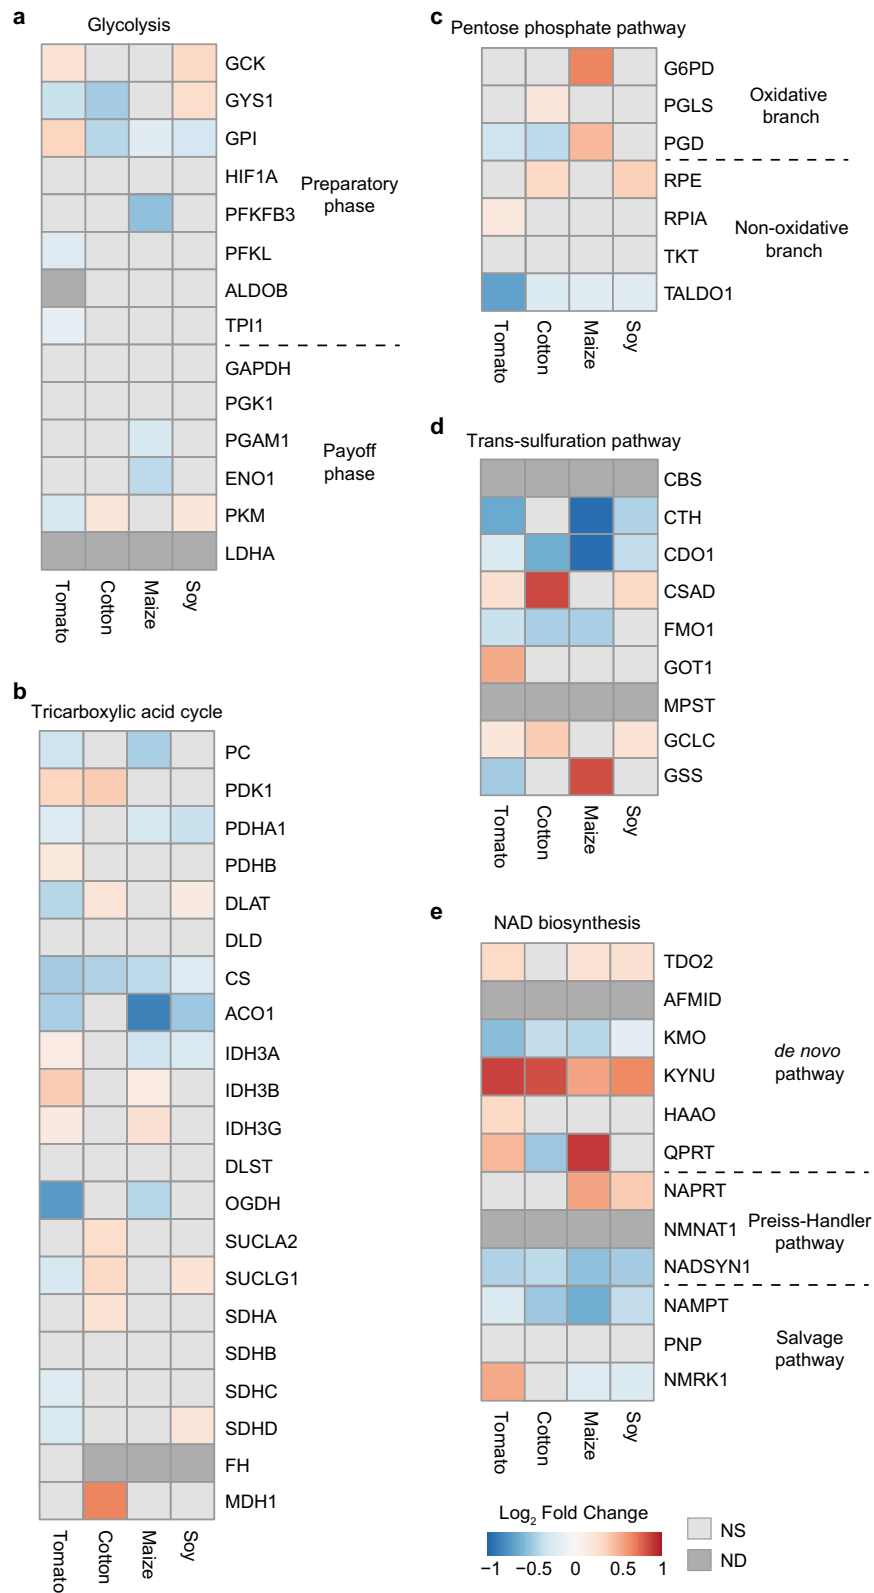 a
Glycolysis
GCK
GYS1
GPI
HIF1A
PFKFB3
PFKL
ALDOB
TPI1
Preparatory
phase
GAPDH
PGK1
PGAM1
ENO1
PKM
LDHA
Payoff
phase
Tomato
Cotton
Maize
Soy
b
Tricarboxylic acid cycle
PC
PDK1
PDHA1
PDHB
DLAT
DLD
CS
ACO1
IDH3A
IDH3B
IDH3G
DLST
OGDH
SUCLA2
SUCLG1
SDHA
SDHB
SDHC
SDHD
FH
MDH1
Tomato
Cotton
Maize
Soy
c
Pentose phosphate pathway
G6PD
PGLS
PGD
Oxidative
branch
RPE
RPIA
TKT
TALDO1
Non-oxidative
branch
Tomato
Cotton
Maize
Soy
d
Trans-sulfuration pathway
CBS
CTH
CDO1
CSAD
FMO1
GOT1
MPST
GCLC
GSS
Tomato
Cotton
Maize
Soy
e
NAD biosynthesis
TDO2
AFMID
KMO
KYNU
HAAO
QPRT
de novo
pathway
NAPRT
NMNAT1
NADSYN1
Preiss-Handler
pathway
NAMPT
PNP
NMRK1
Salvage
pathway
Tomato
Cotton
Maize
Soy
Log2 Fold Change
−1 −0.5 0 0.5 1
NS
ND